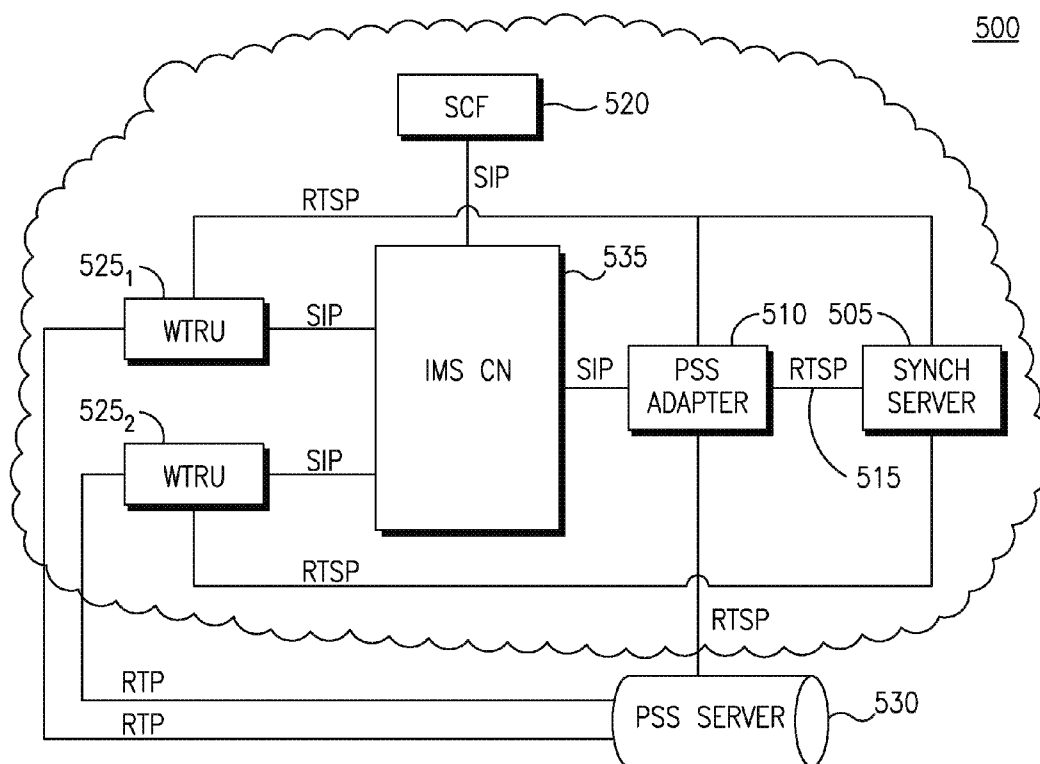 500
SCF
520
SIP
RTSP
525₁
535
WTRU
SIP
IMS CN
510
505
SIP
PSS
ADAPTER
RTSP
SYNCH
SERVER
525₂
WTRU
SIP
515
RTSP
RTSP
RTP
RTP
PSS SERVER
530